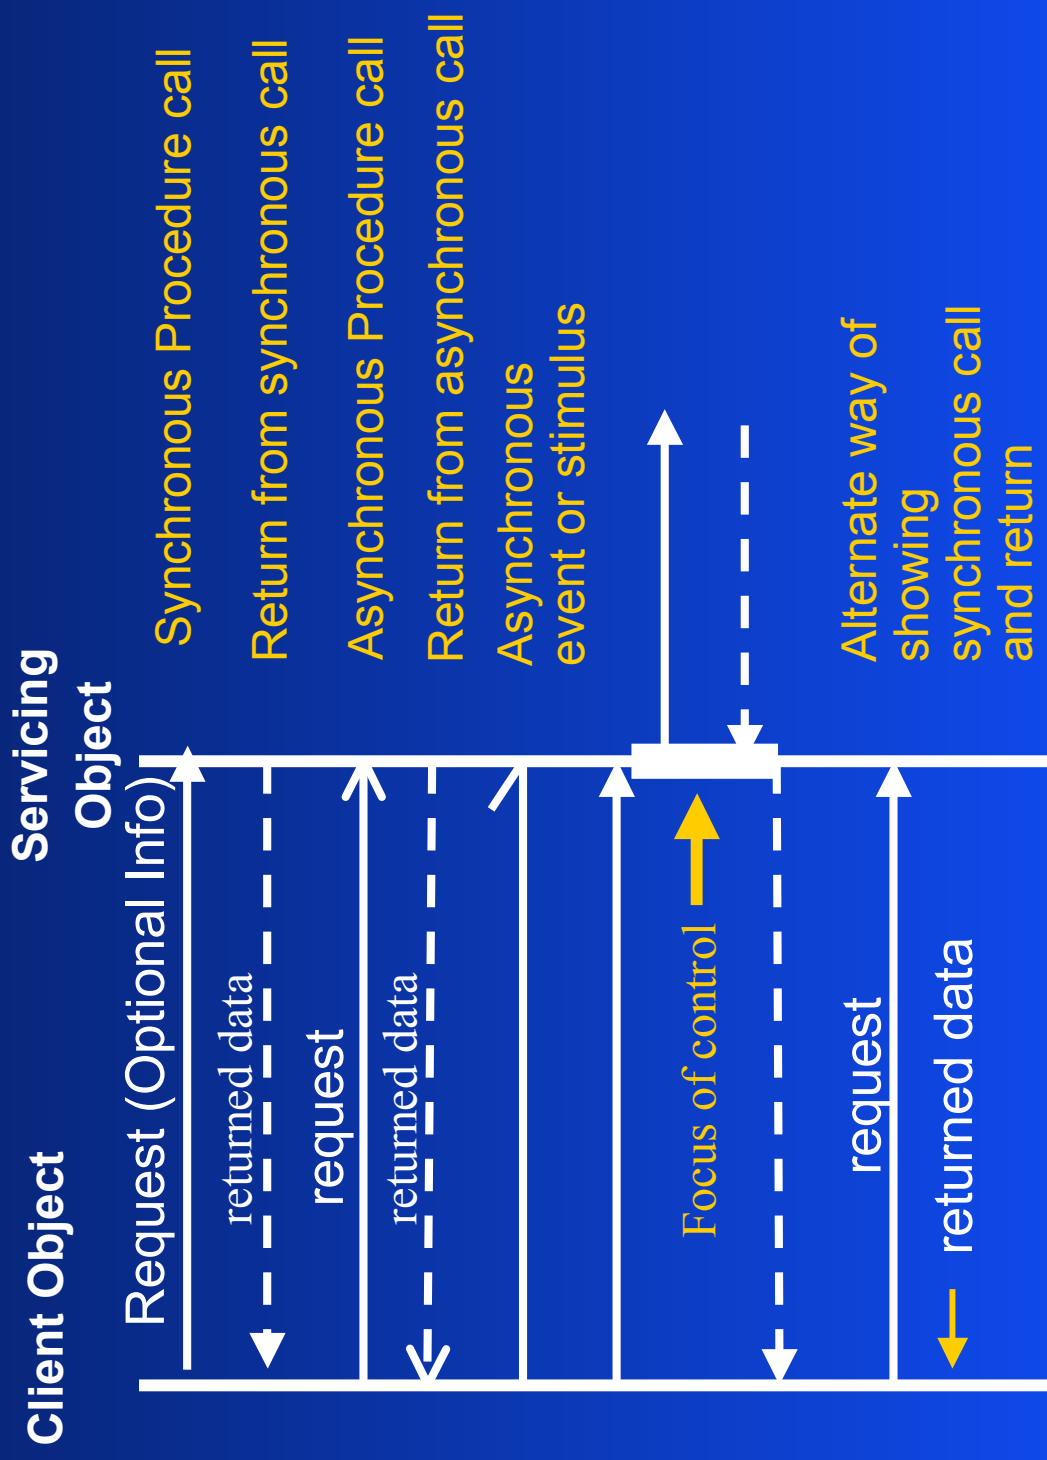 Client Object
Servicing
Object
Request (Optional Info)
Synchronous Procedure call
returned data
Return from synchronous call
request
Asynchronous Procedure call
returned data
Return from asynchronous call
Asynchronous
event or stimulus
Focus of control
request
Alternate way of
showing
synchronous call
and return
returned data